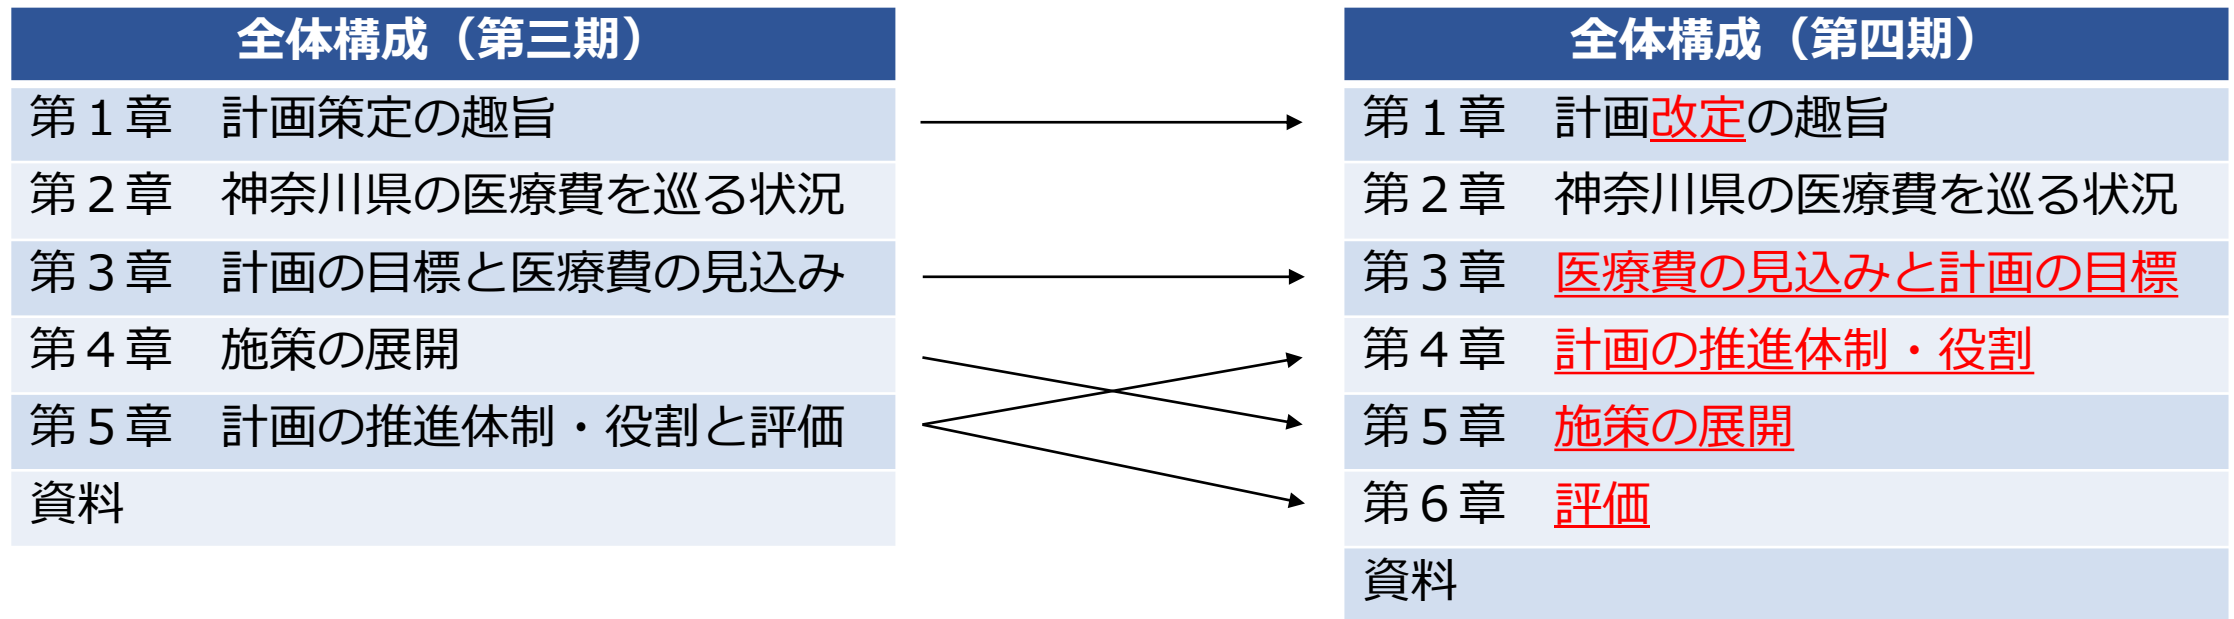 全体構成（第三期）
第１章　計画策定の趣旨
第２章　神奈川県の医療費を巡る状況
第３章　計画の目標と医療費の見込み
第４章　施策の展開
第５章　計画の推進体制・役割と評価
資料
全体構成（第四期）
第１章　計画改定の趣旨
第２章　神奈川県の医療費を巡る状況
第３章　医療費の見込みと計画の目標
第４章　計画の推進体制・役割
第５章　施策の展開
第６章　評価
資料